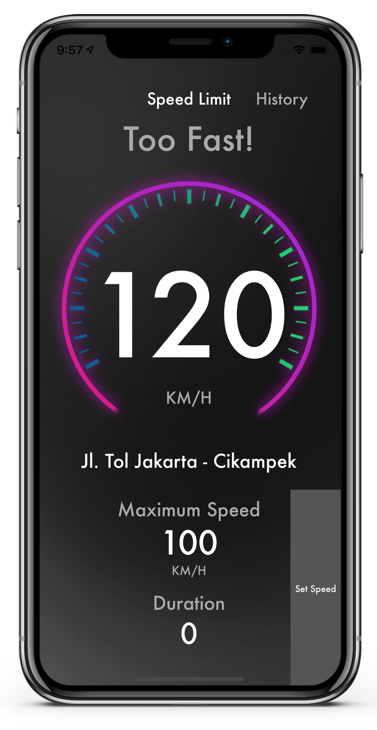 9:57
Speed Limit History
Too Fast!
120
KM/H
Jl. Tol Jakarta - Cikampek
Maximum Speed
100
KM/H
Set Speed
Duration
0